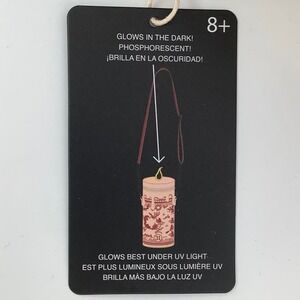 8+
GLOWS IN THE DARK!
PHOSPHORESCENT!
¡BRILLA EN LA OSCURIDAD!
GLOWS BEST UNDER UV LIGHT
EST PLUS LUMINEUX SOUS LUMIÈRE UV
BRILLA MÁS BAJO LA LUZ UV